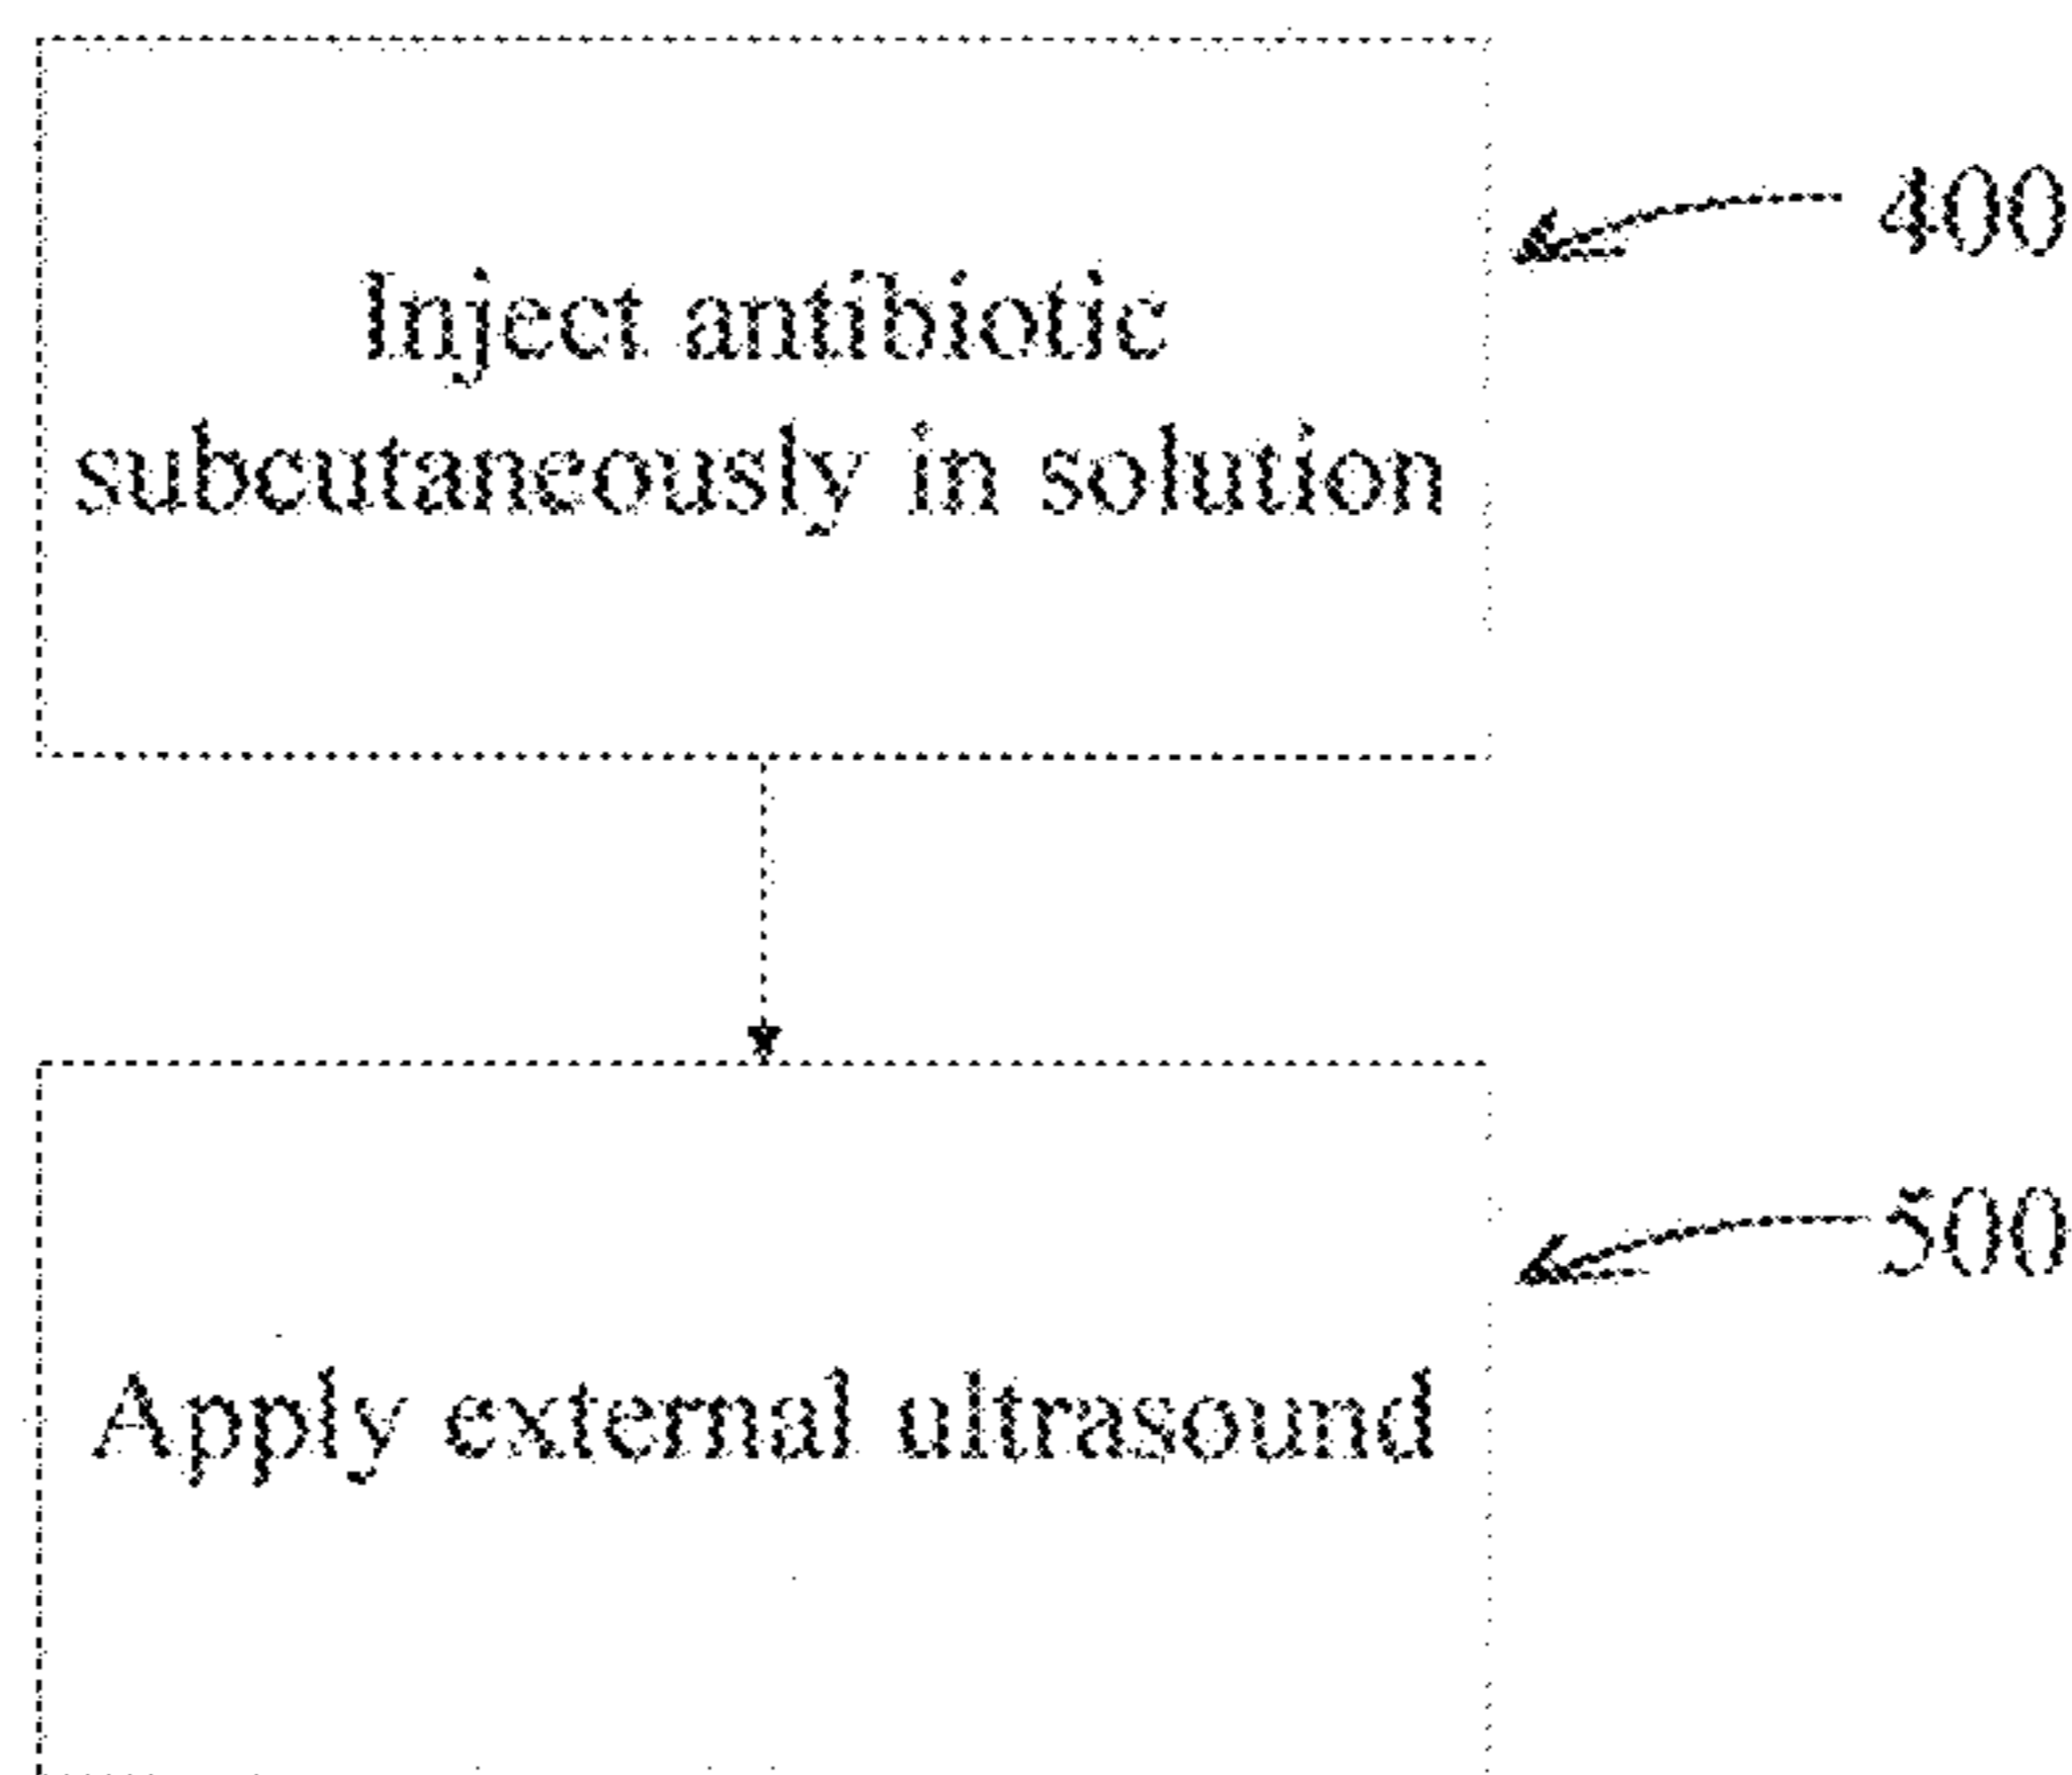 400
Inject antibiotic
subcutaneously in solution
500
Apply external ultrasound